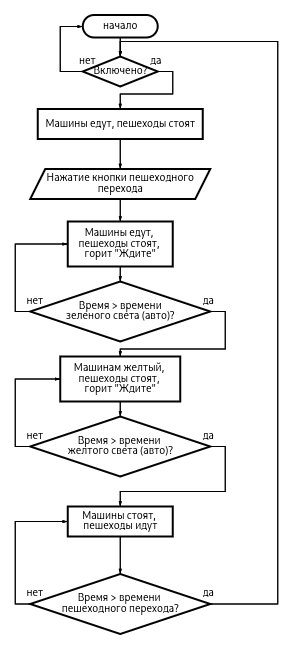 начало
нет
да
Включено?
Машины едут, пешеходы стоят
Нажатие кнопки пешеходного
перехода
Машины едут,
пешеходы стоят,
горит "Ждите"
нет
да
Время > времени
зеленого света (авто)?
Машинам желтый,
пешеходы стоят,
горит "Ждите"
нет
да
Время > времени
желтого света (авто)?
Машины стоят,
пешеходы идут
нет
да
Время > времени
пешеходного перехода?